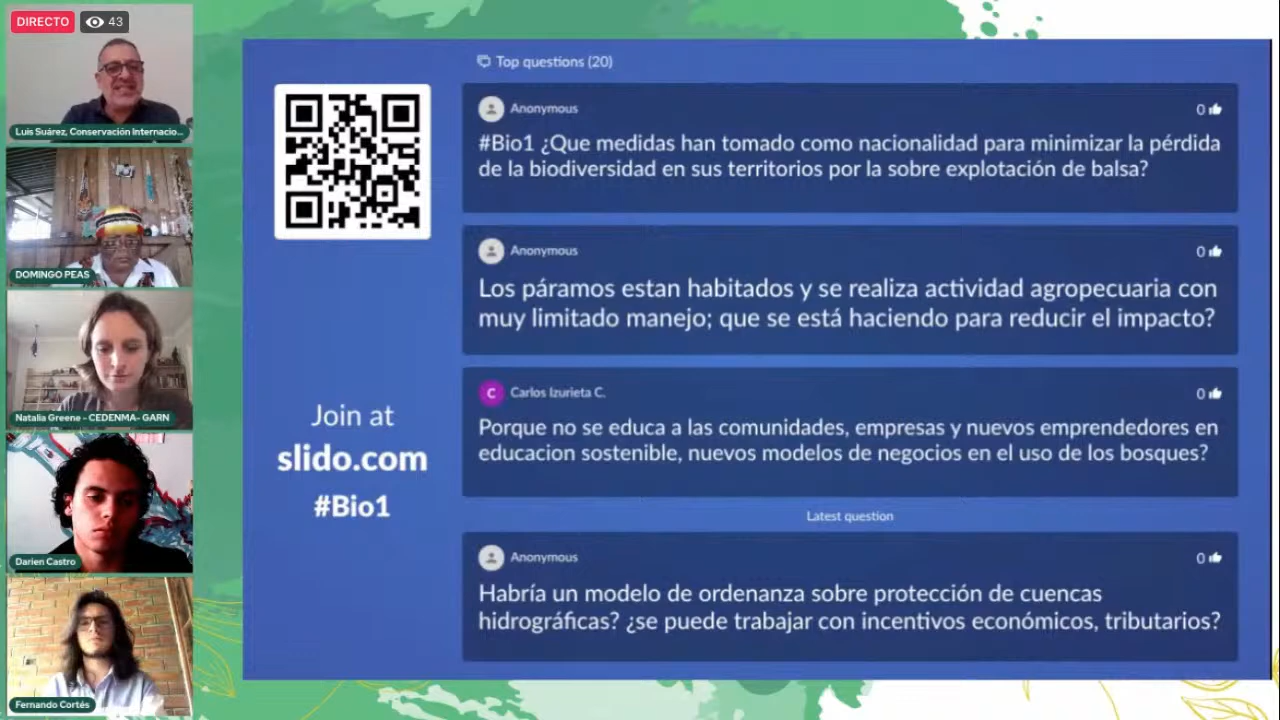 DIRECTO
43
Luis Suárez, Conservación Internacio...
DOMINGO PEAS
Natalia Greene - CEDENMA- GARN
Darien Castro
Fernando Cortés
Join at
slido.com
#Bio1
Top questions (20)
Anonymous
0
#Bio1 ¿Que medidas han tomado como nacionalidad para minimizar la pérdida
de la biodiversidad en sus territorios por la sobre explotación de balsa?
Anonymous
0
Los páramos estan habitados y se realiza actividad agropecuaria con
muy limitado manejo; que se está haciendo para reducir el impacto?
C
Carlos Izurieta C.
0
Porque no se educa a las comunidades, empresas y nuevos emprendedores en
educacion sostenible, nuevos modelos de negocios en el uso de los bosques?
Latest question
Anonymous
0
Habría un modelo de ordenanza sobre protección de cuencas
hidrográficas? ¿se puede trabajar con incentivos económicos, tributarios?